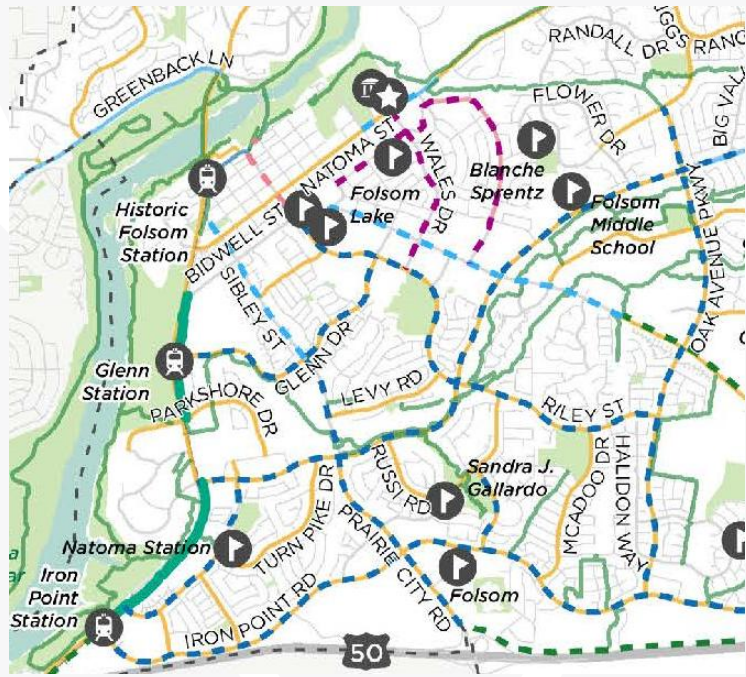 RANDALL DR
GREENBACK LN
FLOWER DR
BIG VAL
NATOMA ST
WALES DR
Blanche
Sprentz
Folsom
Lake
Historic
Folsom
Station
BIDWELL ST
Folsom
Middle
School
OAK AVENUE PKWY
SIBLEY ST
GLENN DR
Glenn
Station
PARKSHORE DR
LEVY RD
RILEY ST
Sandra J.
Gallardo
RUSSI RD
MCADOO DR
HALIDON WAY
TURN PIKE DR
PRAIRIE CITY RD
Natoma Station
Iron
Point
Station
IRON POINT RD
Folsom
50